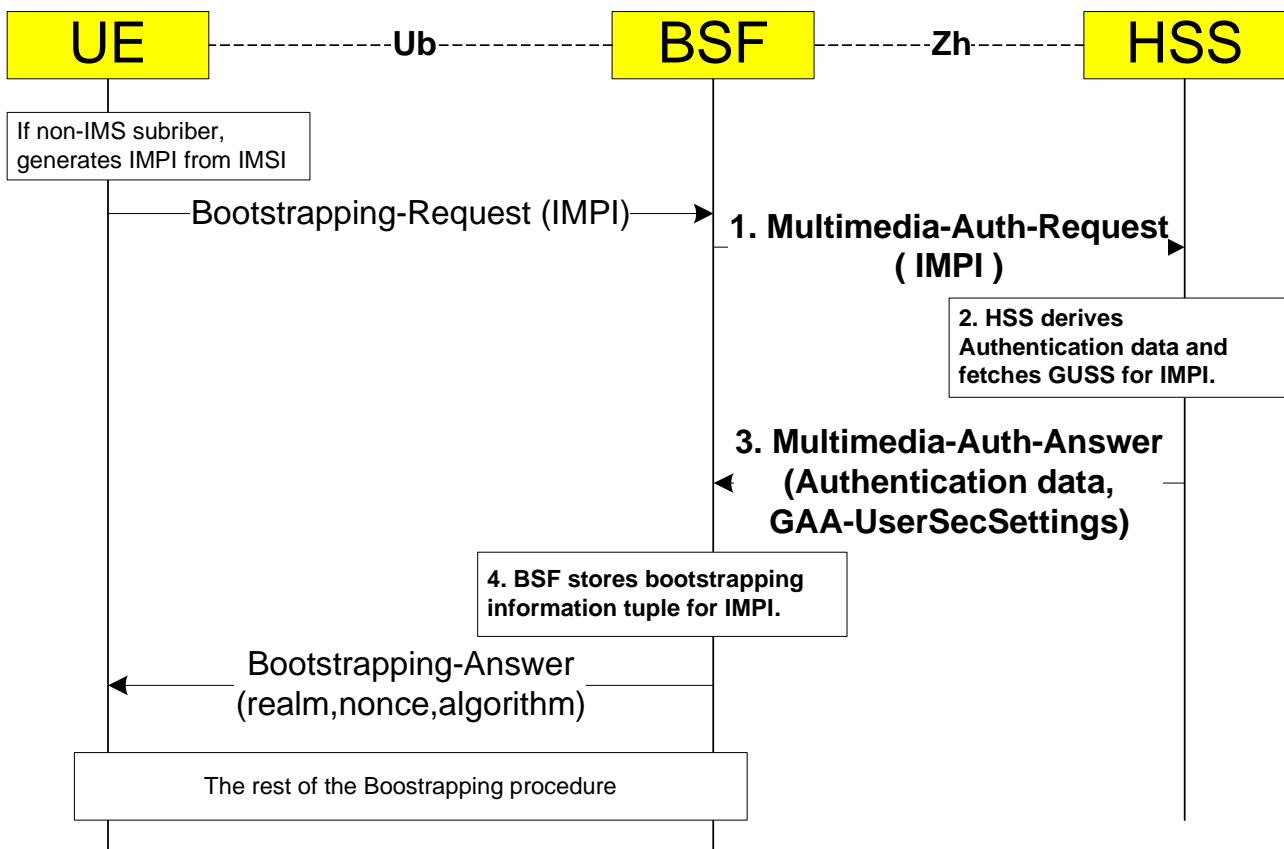 UE
Ub
BSF
Zh
HSS
If non-IMS subriber,
generates IMPI from IMSI
Bootstrapping-Request (IMPI)
1. Multimedia-Auth-Request
( IMPI )
2. HSS derives
Authentication data and
fetches GUSS for IMPI.
3. Multimedia-Auth-Answer
(Authentication data,
GAA-UserSecSettings)
4. BSF stores bootstrapping
information tuple for IMPI.
Bootstrapping-Answer
(realm,nonce,algorithm)
The rest of the Boostrapping procedure